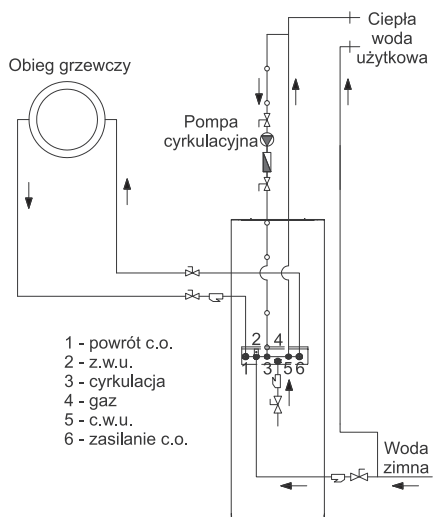 Ciepła
woda
użytkowa
Obieg grzewczy
Pompa
cyrkulacyjna
1 - powrót c.o.
2 - z.w.u.
3 - cyrkulacja
4 - gaz
5 - c.w.u.
6 - zasilanie c.o.
2 4
1 3 5 6
Woda
zimna